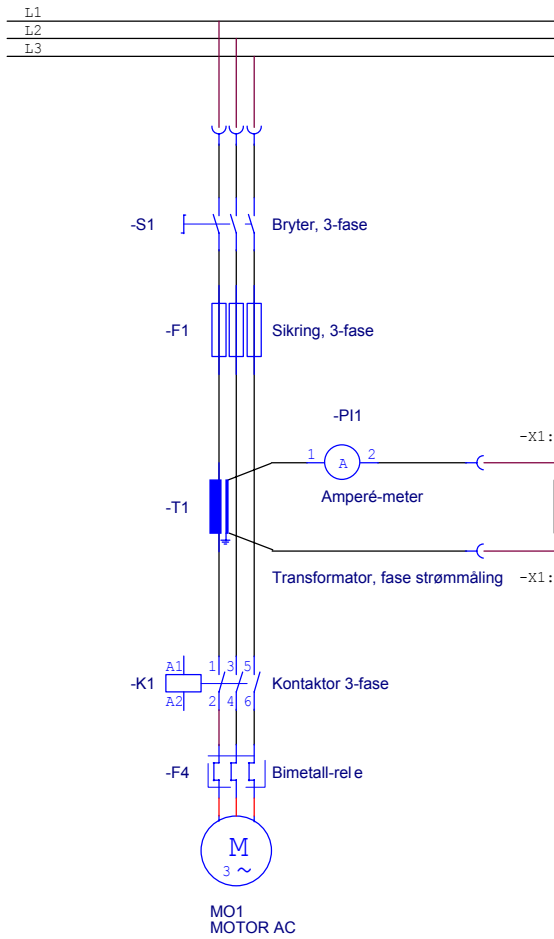 L1
L2
L3
-S1 Bryter, 3-fase
-F1 Sikring, 3-fase
-PI1
-X1:
1 A 2
Amperé-meter
-T1
Transformator, fase strømmåling -X1:
A1 1 3 5
-K1 Kontaktor 3-fase
A2 2 4 6
-F4 Bimetall-rele
M
3 ~
MO1
MOTOR AC